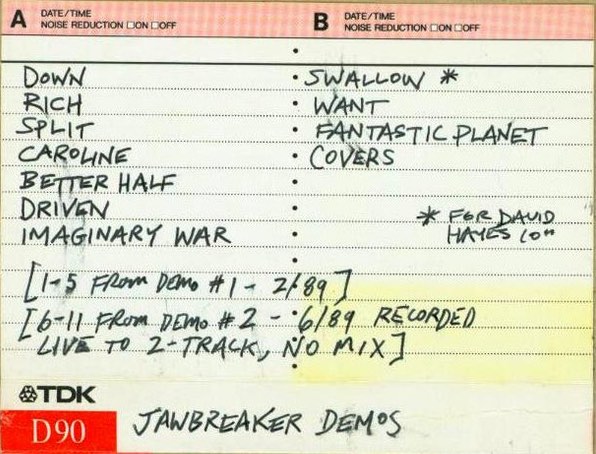 A DATE/TIME
NOISE REDUCTION □ON □OFF
B DATE/TIME
NOISE REDUCTION □ON □OFF
DOWN
RICH
SPLIT
CAROLINE
BETTER HALF
DRIVEN
IMAGINARY WAR
• SWALLOW *
• WANT
• FANTASTIC PLANET
• COVERS
* FOR DAVID
HAYES 10"
[1-5 FROM DEMO #1 - 2/89]
[6-11 FROM DEMO #2 - 6/89 RECORDED
LIVE TO 2-TRACK, NO MIX]
TDK
D90
JAWBREAKER DEMOS